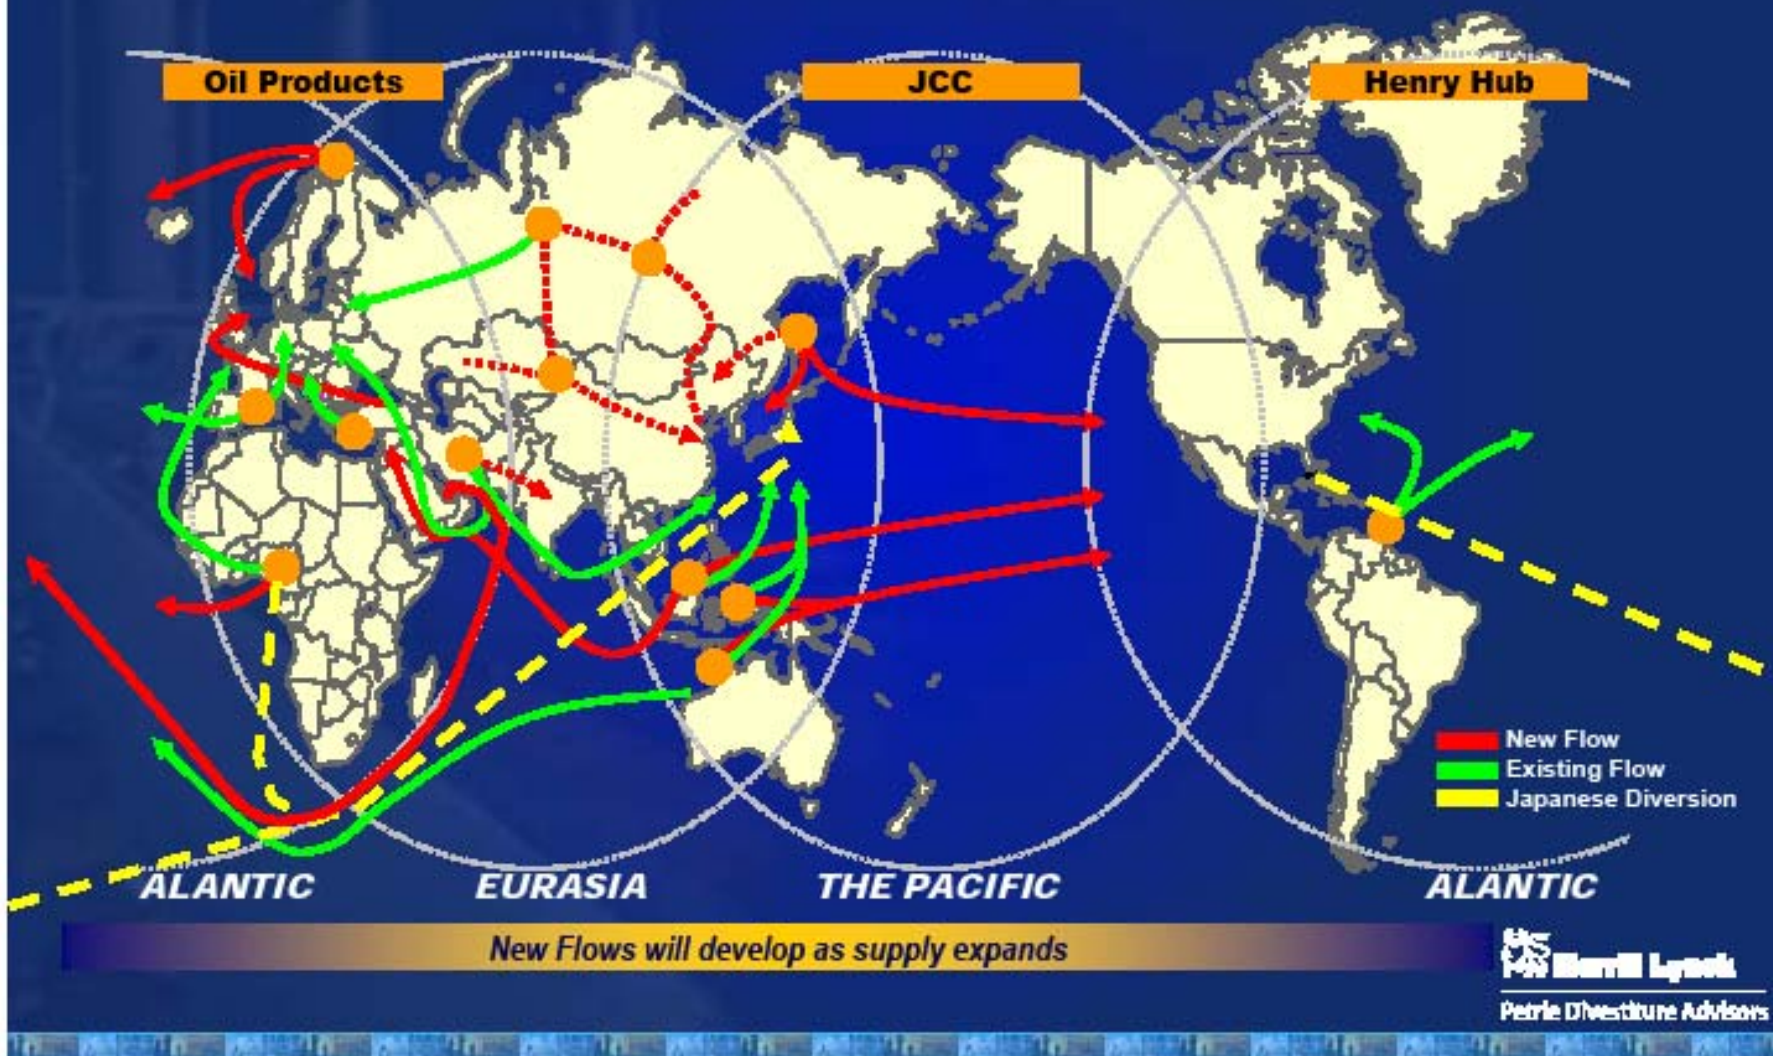 Oil Products
JCC
Henry Hub
New Flow
Existing Flow
Japanese Diversion
ALANTIC
EURASIA
THE PACIFIC
ALANTIC
New Flows will develop as supply expands
Merrill Lynch
Petrie Divestiture Advisors